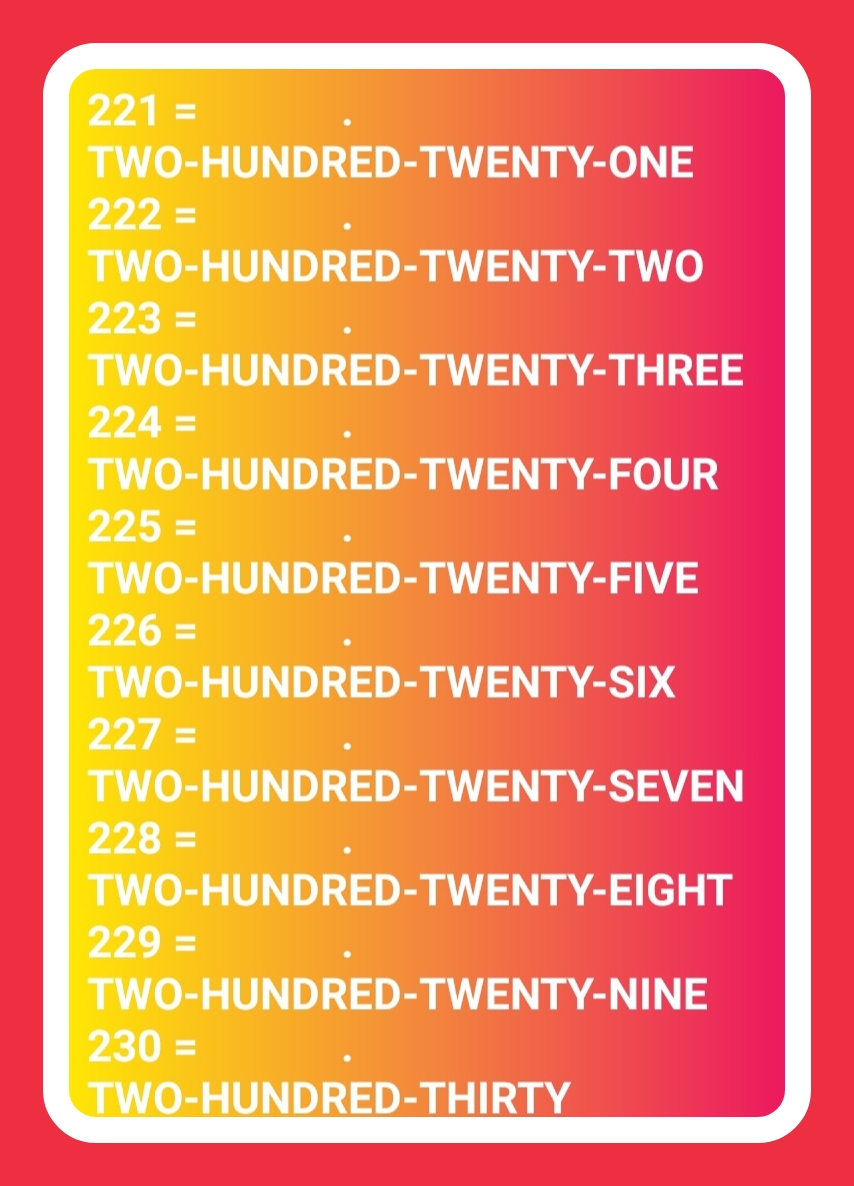 221 = .
TWO-HUNDRED-TWENTY-ONE
222 = .
TWO-HUNDRED-TWENTY-TWO
223 = .
TWO-HUNDRED-TWENTY-THREE
224 = .
TWO-HUNDRED-TWENTY-FOUR
225 = .
TWO-HUNDRED-TWENTY-FIVE
226 = .
TWO-HUNDRED-TWENTY-SIX
227 = .
TWO-HUNDRED-TWENTY-SEVEN
228 = .
TWO-HUNDRED-TWENTY-EIGHT
229 = .
TWO-HUNDRED-TWENTY-NINE
230 = .
TWO-HUNDRED-THIRTY